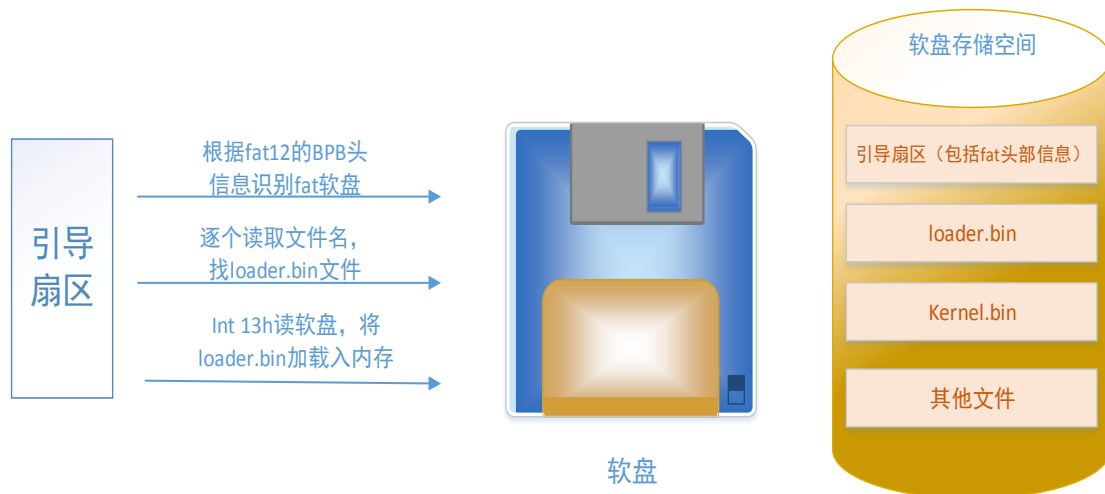 引导
扇区
根据fat12的BPB头
信息识别fat软盘
逐个读取文件名，
找loader.bin文件
Int 13h读软盘，将
loader.bin加载入内存
软盘
软盘存储空间
引导扇区（包括fat头部信息）
loader.bin
Kernel.bin
其他文件